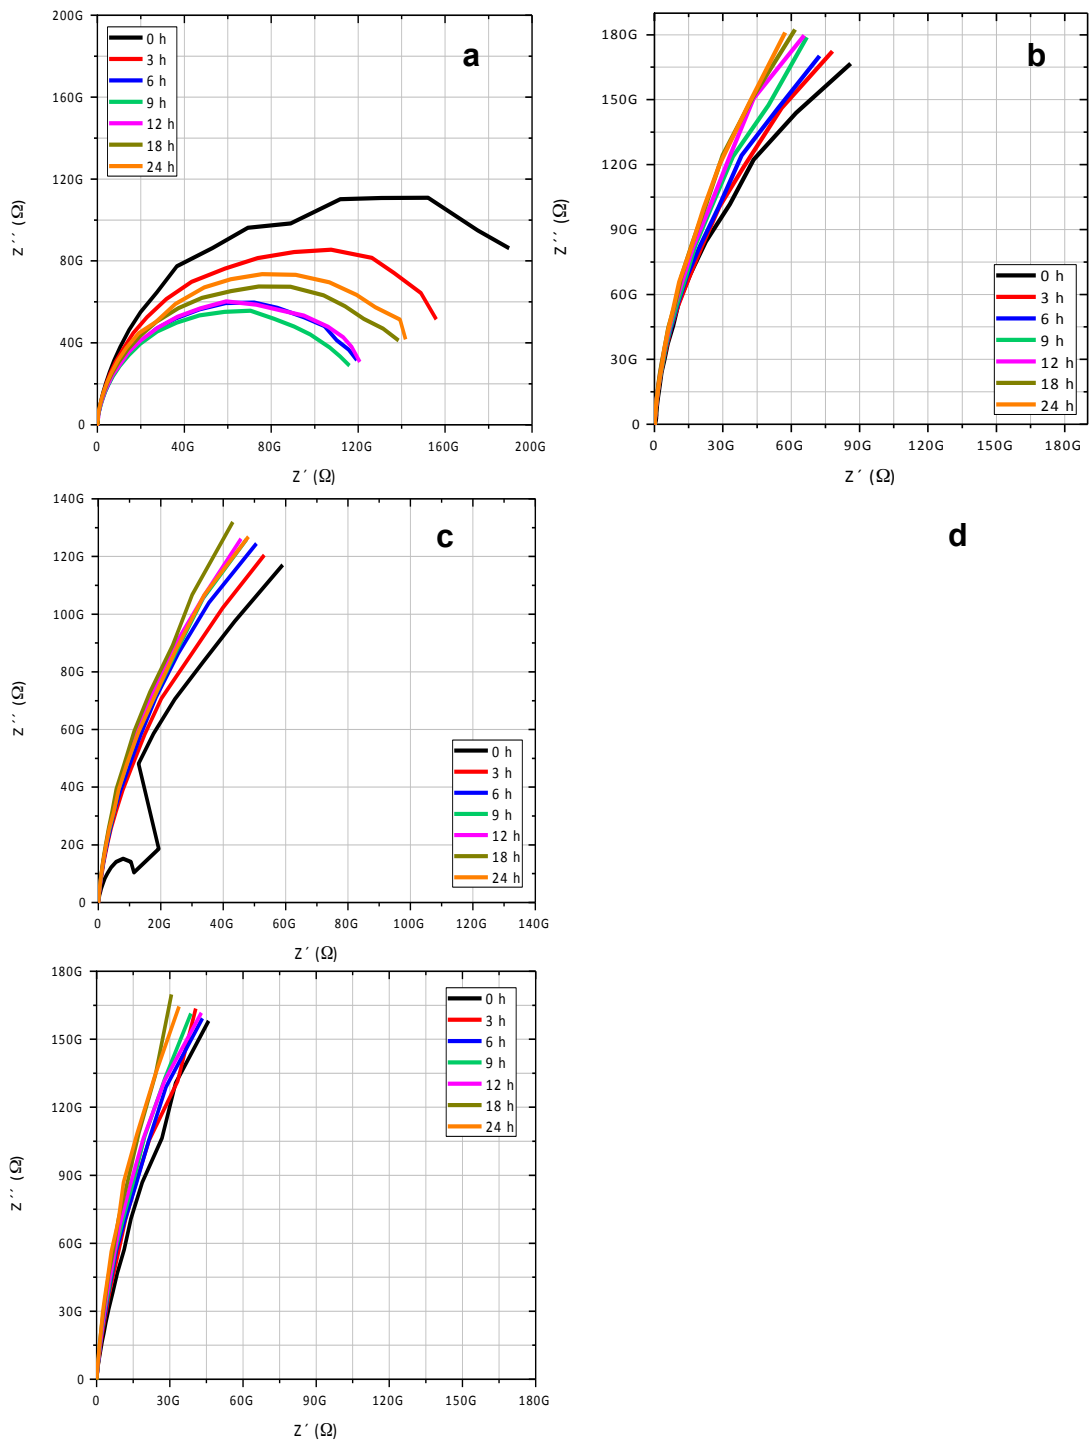 a
200G
160G
120G
80G
40G
0
0 h
3 h
6 h
9 h
12 h
18 h
24 h
Z´´ (Ω)
0 40G 80G 120G 160G 200G
Z´ (Ω)
b
180G
150G
120G
90G
60G
30G
0
0 h
3 h
6 h
9 h
12 h
18 h
24 h
Z´´ (Ω)
0 30G 60G 90G 120G 150G 180G
Z´ (Ω)
c
140G
120G
100G
80G
60G
40G
20G
0
0 h
3 h
6 h
9 h
12 h
18 h
24 h
Z´´ (Ω)
0 20G 40G 60G 80G 100G 120G 140G
Z´ (Ω)
d
180G
150G
120G
90G
60G
30G
0
0 h
3 h
6 h
9 h
12 h
18 h
24 h
Z´´ (Ω)
0 30G 60G 90G 120G 150G 180G
Z´ (Ω)